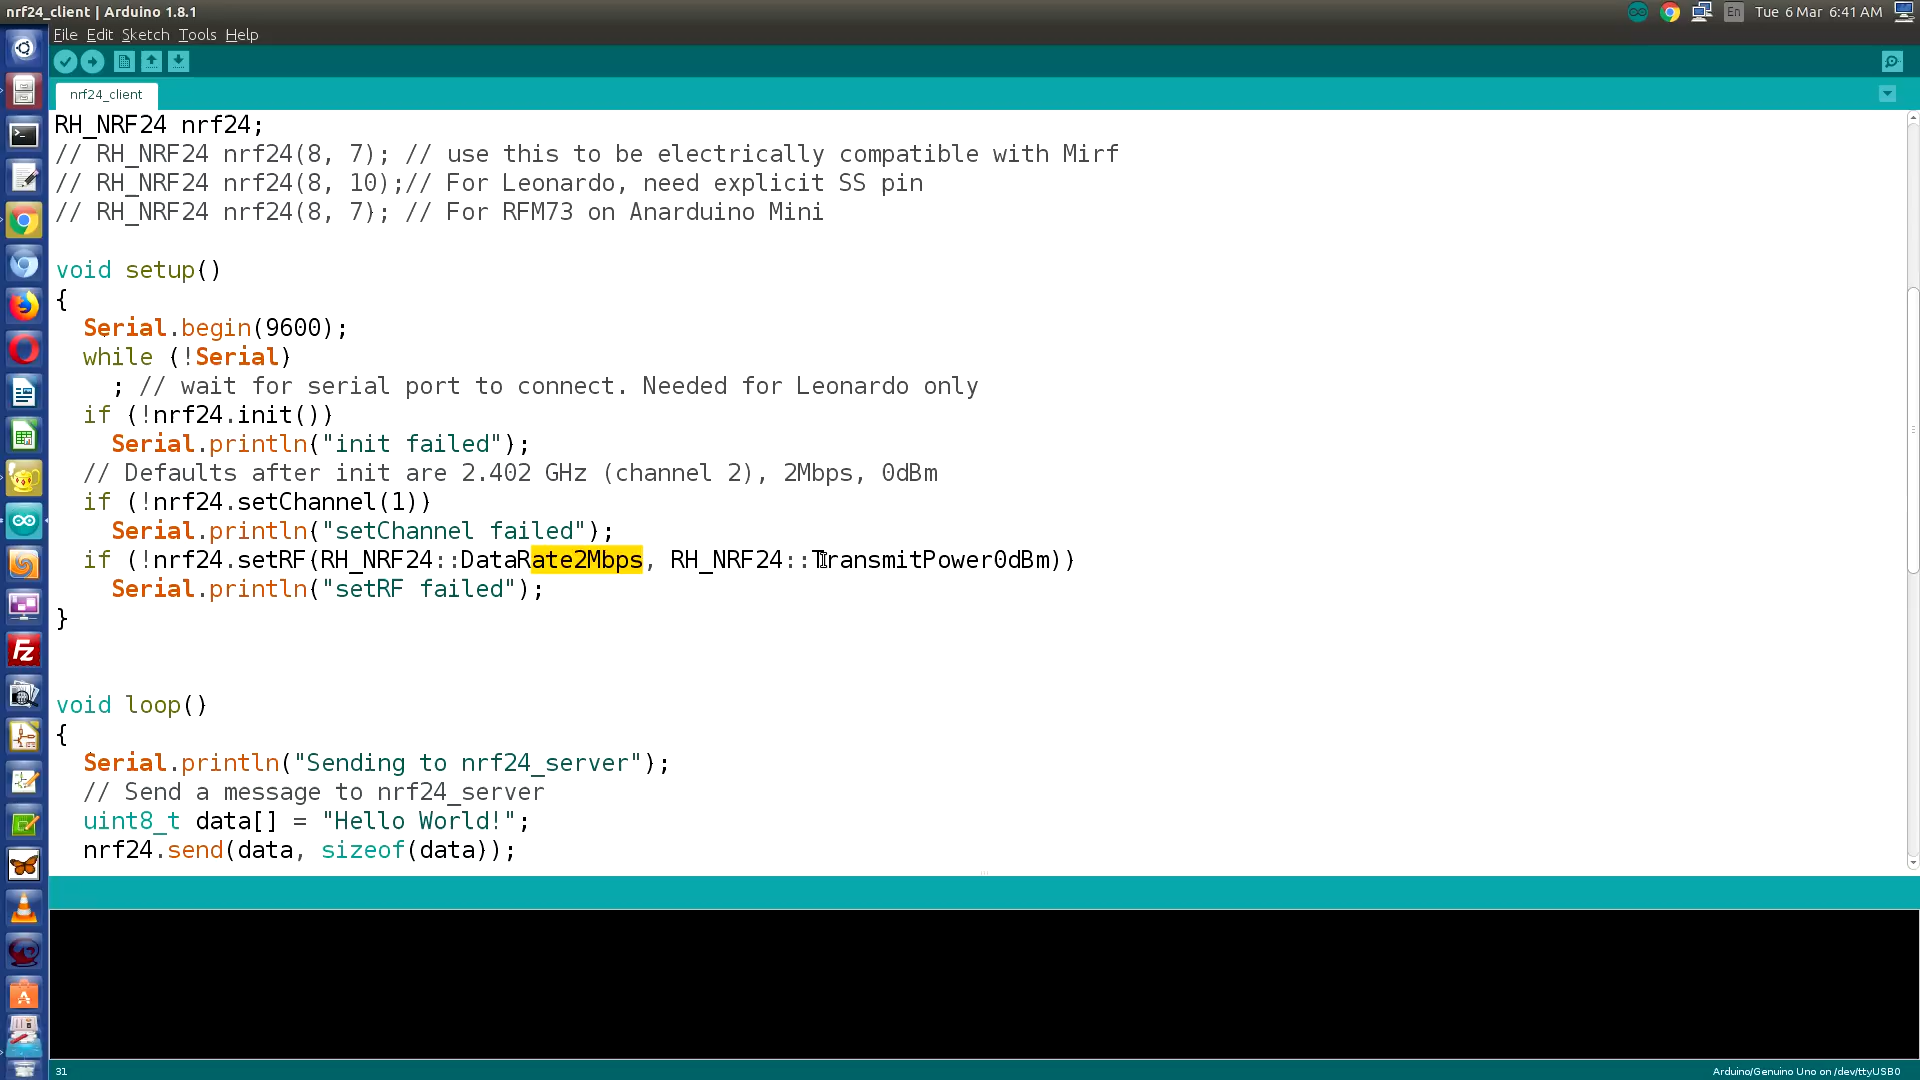 nrf24_client | Arduino 1.8.1
En
Tue 6 Mar 6:41 AM
File Edit Sketch Tools Help
nrf24_client
RH_NRF24 nrf24;
// RH_NRF24 nrf24(8, 7); // use this to be electrically compatible with Mirf
// RH_NRF24 nrf24(8, 10);// For Leonardo, need explicit SS pin
// RH_NRF24 nrf24(8, 7); // For RFM73 on Anarduino Mini
void setup()
{
Serial.begin(9600);
while (!Serial)
; // wait for serial port to connect. Needed for Leonardo only
if (!nrf24.init())
Serial.println("init failed");
// Defaults after init are 2.402 GHz (channel 2), 2Mbps, 0dBm
if (!nrf24.setChannel(1))
Serial.println("setChannel failed");
if (!nrf24.setRF(RH_NRF24::DataRate2Mbps, RH_NRF24::TransmitPower0dBm))
Serial.println("setRF failed");
}
void loop()
{
Serial.println("Sending to nrf24_server");
// Send a message to nrf24_server
uint8_t data[] = "Hello World!";
nrf24.send(data, sizeof(data));
Fz
31
Arduino/Genuino Uno on /dev/ttyUSB0